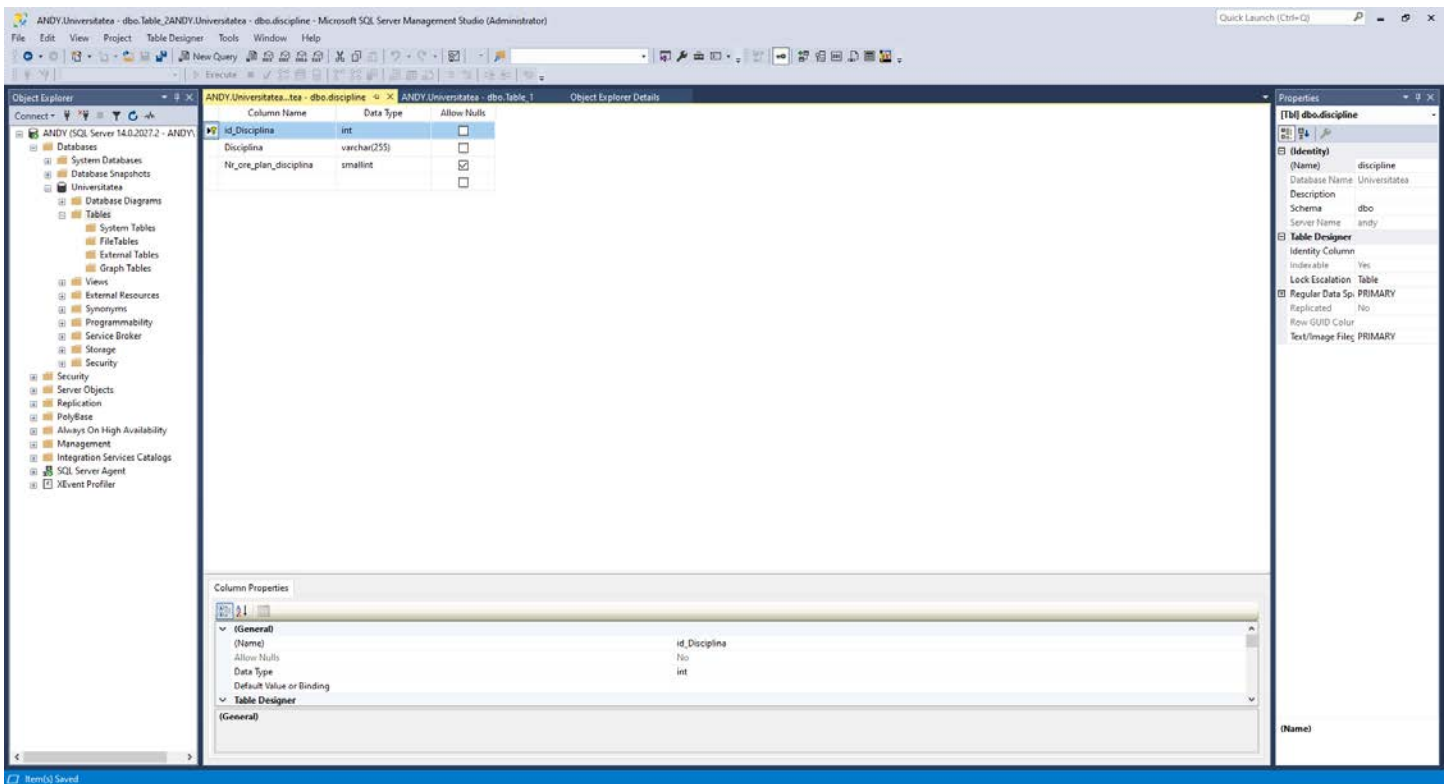 ANDY.Universitatea - dbo.Table_2ANDY.Universitatea - dbo.discipline - Microsoft SQL Server Management Studio (Administrator)
Quick Launch (Ctrl+Q)
File Edit View Project Table Designer Tools Window Help
New Query
Execute
Object Explorer
Connect
ANDY (SQL Server 14.0.2027.2 - ANDY\
Databases
System Databases
Database Snapshots
Universitatea
Database Diagrams
Tables
System Tables
FileTables
External Tables
Graph Tables
Views
External Resources
Synonyms
Programmability
Service Broker
Storage
Security
Security
Server Objects
Replication
PolyBase
Always On High Availability
Management
Integration Services Catalogs
SQL Server Agent
XEvent Profiler
ANDY.Universitatea...tea - dbo.discipline
ANDY.Universitatea - dbo.Table_1
Object Explorer Details
Column Name Data Type Allow Nulls
id_Disciplina int
Disciplina varchar(255)
Nr_ore_plan_disciplina smallint
Column Properties
(General)
(Name) id_Disciplina
Allow Nulls No
Data Type int
Default Value or Binding
Table Designer
(General)
Properties
[Tbl] dbo.discipline
(Identity)
(Name) discipline
Database Name Universitatea
Description
Schema dbo
Server Name andy
Table Designer
Identity Column
Indexable Yes
Lock Escalation Table
Regular Data Sp PRIMARY
Replicated No
Row GUID Colur
Text/Image Fileg PRIMARY
(Name)
Item(s) Saved